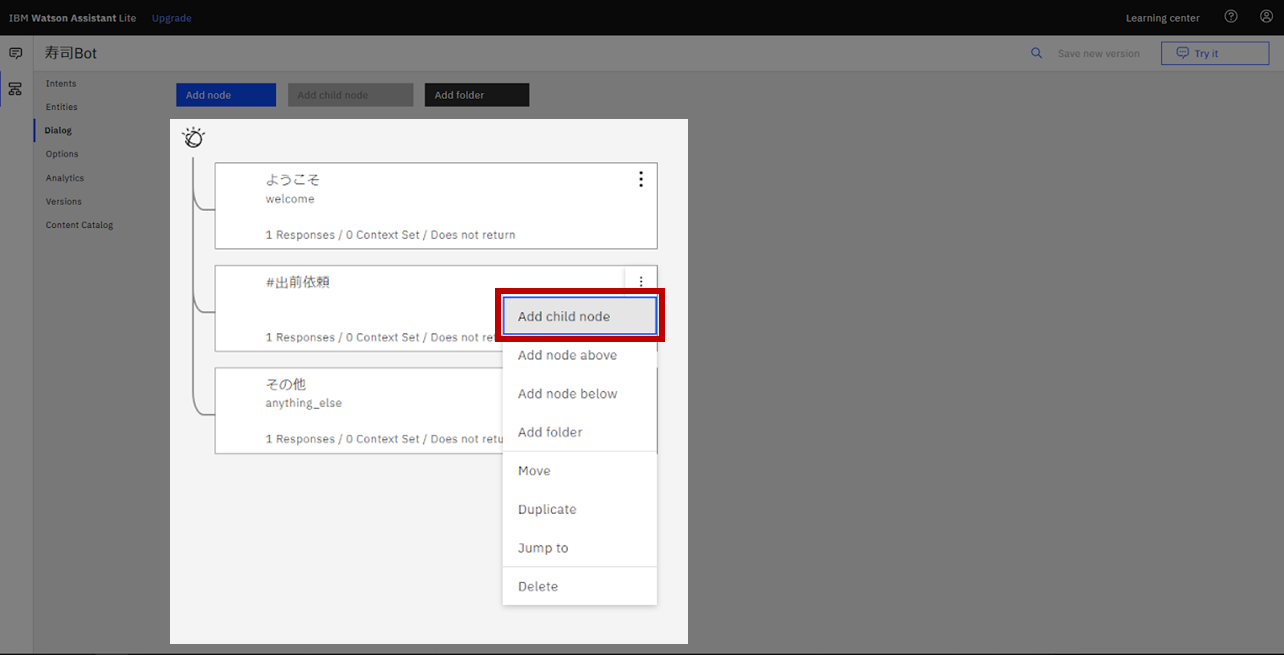 IBM Watson Assistant Lite Upgrade Learning center
寿司Bot Save new version Try it
Intents
Entities
Dialog
Options
Analytics
Versions
Content Catalog
Add node Add child node Add folder
ようこそ
welcome
1 Responses / 0 Context Set / Does not return
#出前依頼
1 Responses / 0 Context Set / Does not re
その他
anything_else
1 Responses / 0 Context Set / Does not retu
Add child node
Add node above
Add node below
Add folder
Move
Duplicate
Jump to
Delete